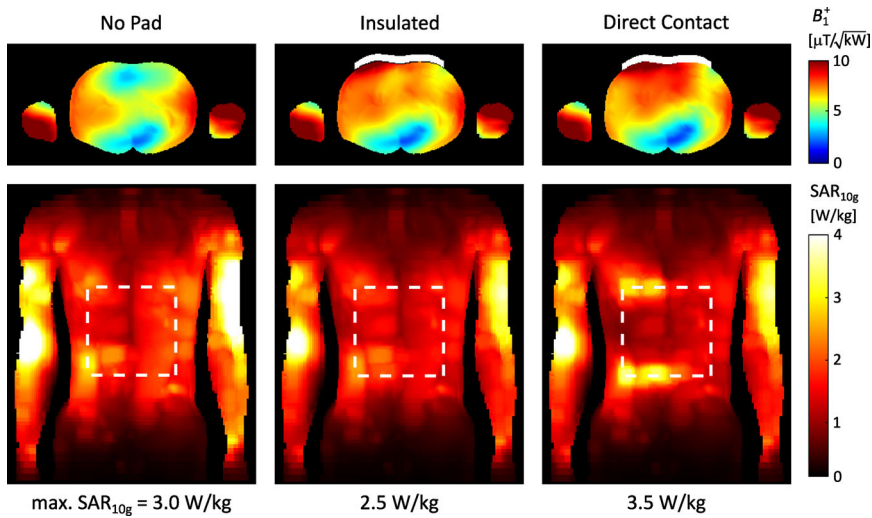 No Pad
Insulated
Direct Contact
B₁⁺
[μT/√kW]
10
5
0
SAR₁₀g
[W/kg]
4
3
2
1
0
max. SAR₁₀g = 3.0 W/kg
2.5 W/kg
3.5 W/kg